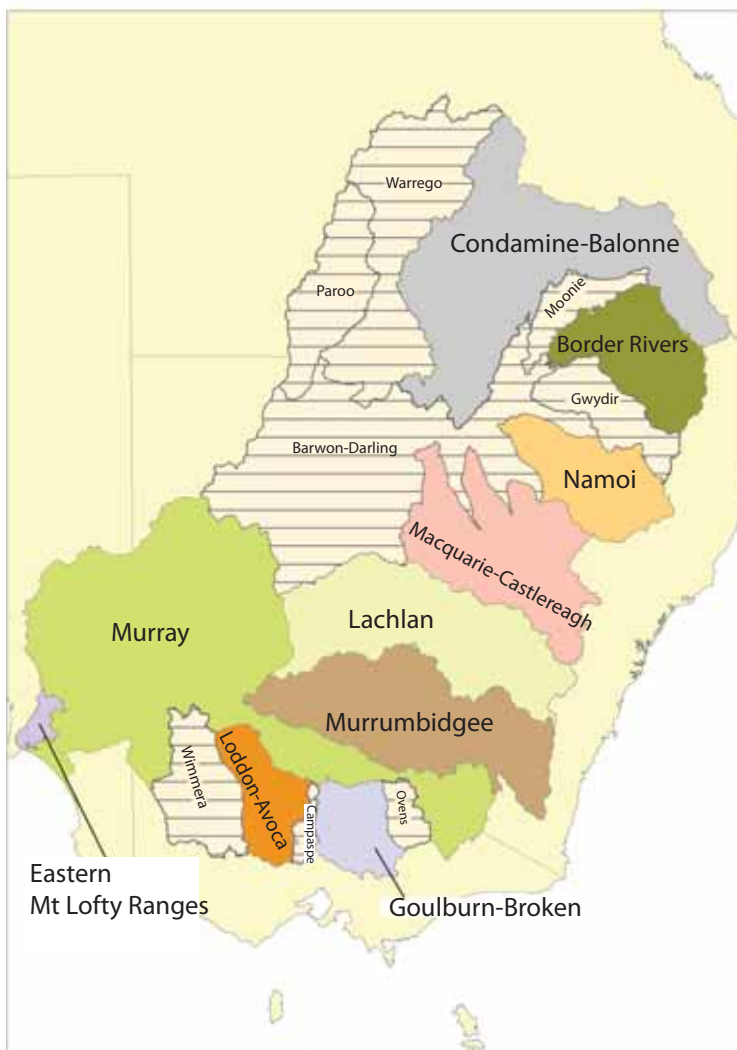 Warrego
Condamine-Balonne
Paroo
Moonie
Border Rivers
Gwydir
Barwon-Darling
Namoi
Macquarie-Castlereagh
Lachlan
Murray
Murrumbidgee
Loddon-Avoca
Wimmera
Campaspe
Ovens
Eastern
Mt Lofty Ranges
Goulburn-Broken